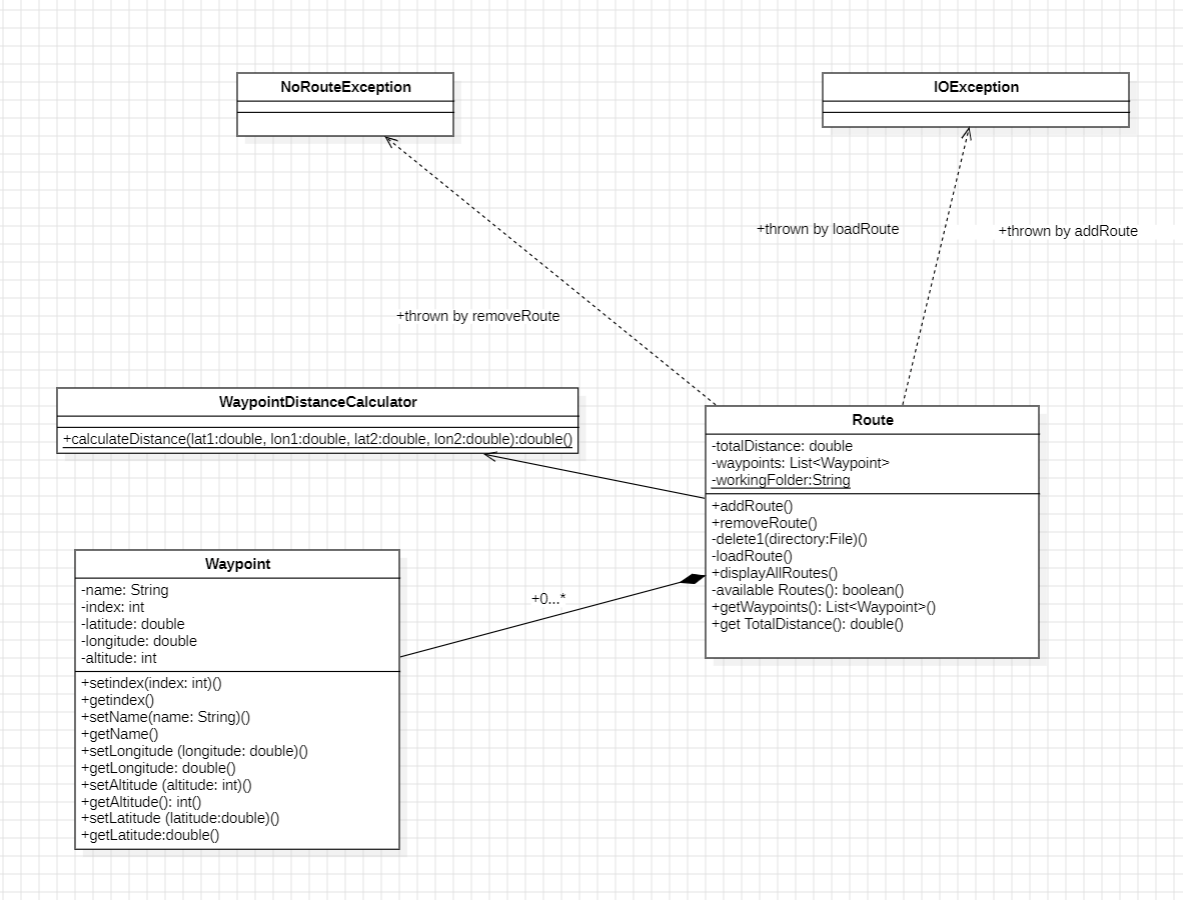 NoRouteException
IOException
+thrown by loadRoute
+thrown by addRoute
+thrown by removeRoute
WaypointDistanceCalculator
+calculateDistance(lat1:double, lon1:double, lat2:double, lon2:double):double()
Route
-totalDistance: double
-waypoints: List<Waypoint>
-workingFolder:String
+addRoute()
+removeRoute()
-delete1(directory:File)()
-loadRoute()
+displayAllRoutes()
-available Routes(): boolean()
+getWaypoints(): List<Waypoint>()
+get TotalDistance(): double()
+0...*
Waypoint
-name: String
-index: int
-latitude: double
-longitude: double
-altitude: int
+setindex(index: int)()
+getindex()
+setName(name: String)()
+getName()
+setLongitude (longitude: double)()
+getLongitude: double()
+setAltitude (altitude: int)()
+getAltitude(): int()
+setLatitude (latitude:double)()
+getLatitude:double()